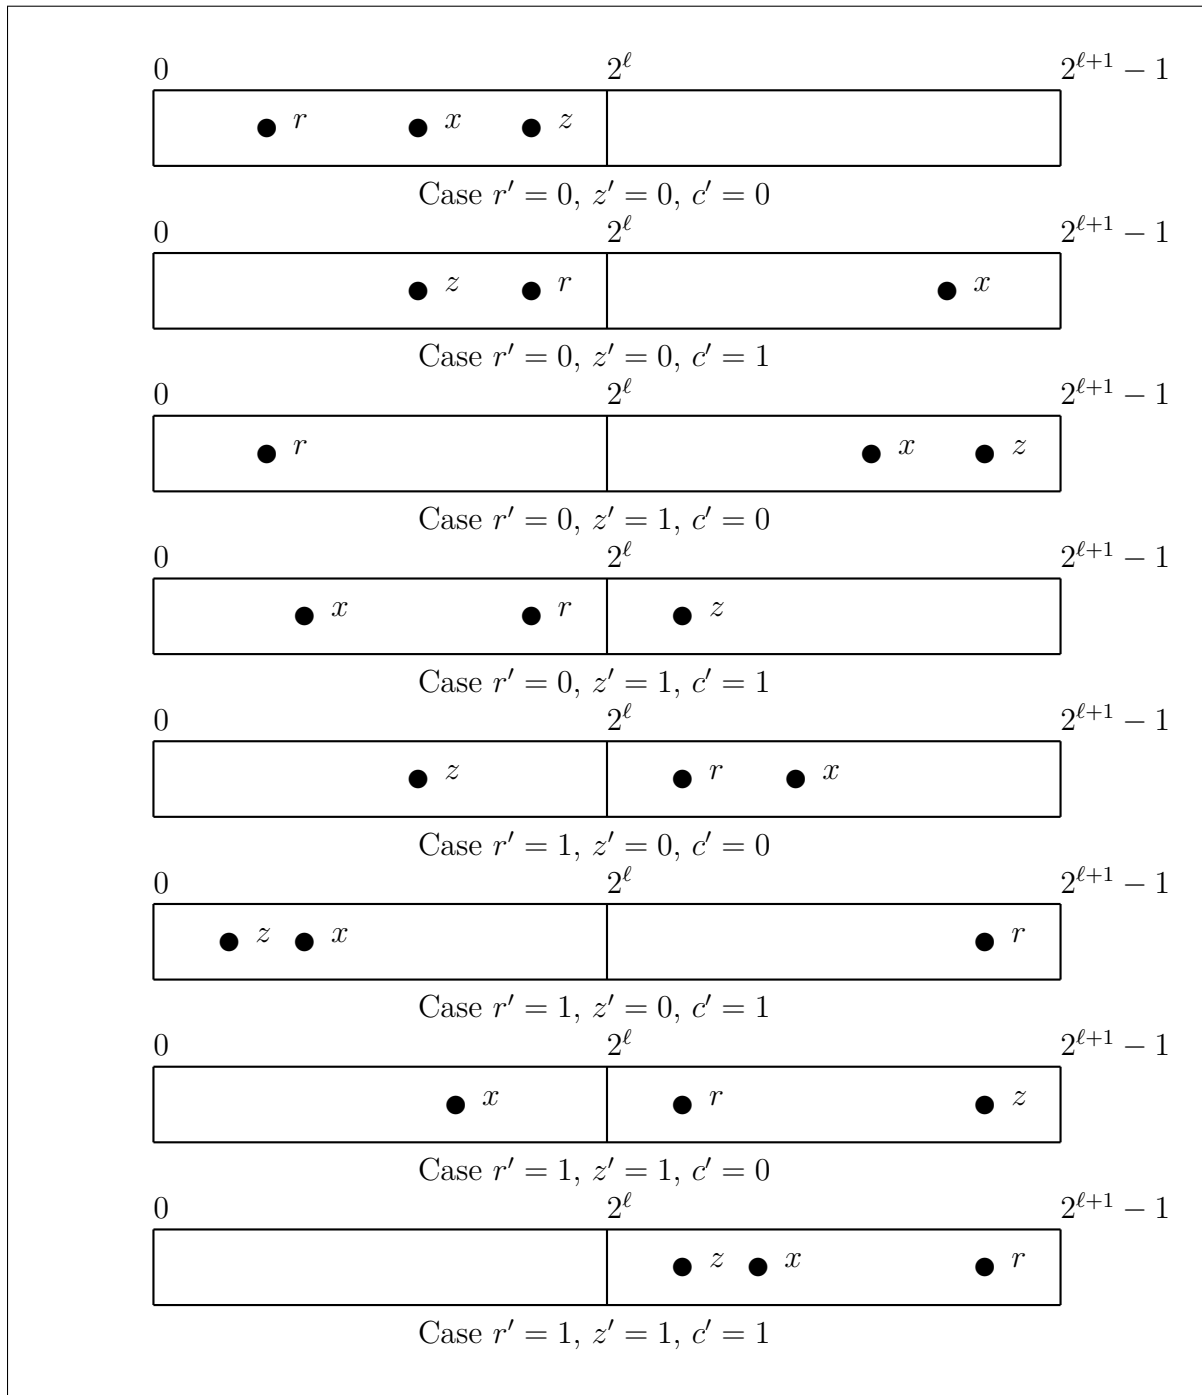 0 2^ℓ 2^{ℓ+1} − 1
r x z
Case r′ = 0, z′ = 0, c′ = 0
0 2^ℓ 2^{ℓ+1} − 1
z r x
Case r′ = 0, z′ = 0, c′ = 1
0 2^ℓ 2^{ℓ+1} − 1
r x z
Case r′ = 0, z′ = 1, c′ = 0
0 2^ℓ 2^{ℓ+1} − 1
x r z
Case r′ = 0, z′ = 1, c′ = 1
0 2^ℓ 2^{ℓ+1} − 1
z r x
Case r′ = 1, z′ = 0, c′ = 0
0 2^ℓ 2^{ℓ+1} − 1
z x r
Case r′ = 1, z′ = 0, c′ = 1
0 2^ℓ 2^{ℓ+1} − 1
x r z
Case r′ = 1, z′ = 1, c′ = 0
0 2^ℓ 2^{ℓ+1} − 1
z x r
Case r′ = 1, z′ = 1, c′ = 1